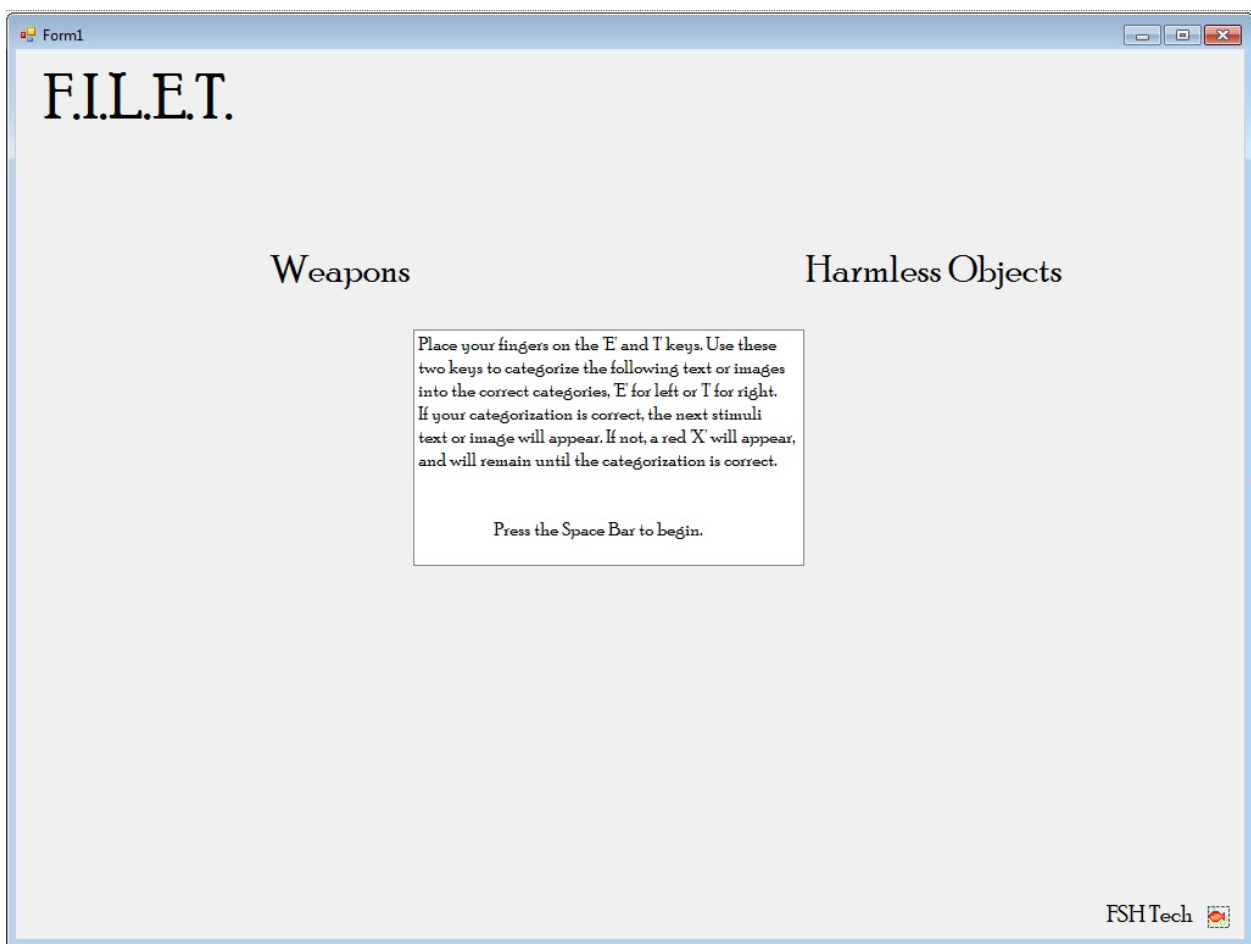 Form1
F.I.L.E.T.
Weapons
Harmless Objects
Place your fingers on the 'E' and 'I' keys. Use these
two keys to categorize the following text or images
into the correct categories, 'E' for left or 'I' for right.
If your categorization is correct, the next stimuli
text or image will appear. If not, a red 'X' will appear,
and will remain until the categorization is correct.
Press the Space Bar to begin.
FSH Tech